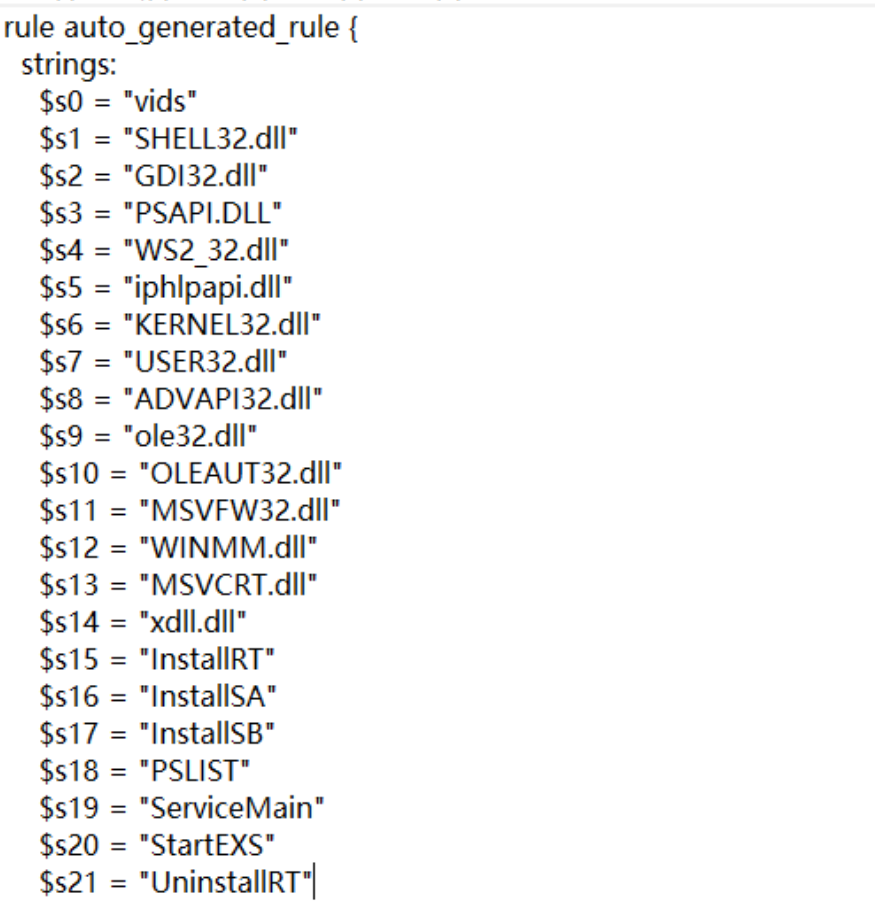 rule auto_generated_rule {
strings:
$s0 = "vids"
$s1 = "SHELL32.dll"
$s2 = "GDI32.dll"
$s3 = "PSAPI.DLL"
$s4 = "WS2_32.dll"
$s5 = "iphlpapi.dll"
$s6 = "KERNEL32.dll"
$s7 = "USER32.dll"
$s8 = "ADVAPI32.dll"
$s9 = "ole32.dll"
$s10 = "OLEAUT32.dll"
$s11 = "MSVFW32.dll"
$s12 = "WINMM.dll"
$s13 = "MSVCRT.dll"
$s14 = "xdll.dll"
$s15 = "InstallRT"
$s16 = "InstallSA"
$s17 = "InstallSB"
$s18 = "PSLIST"
$s19 = "ServiceMain"
$s20 = "StartEXS"
$s21 = "UninstallRT"